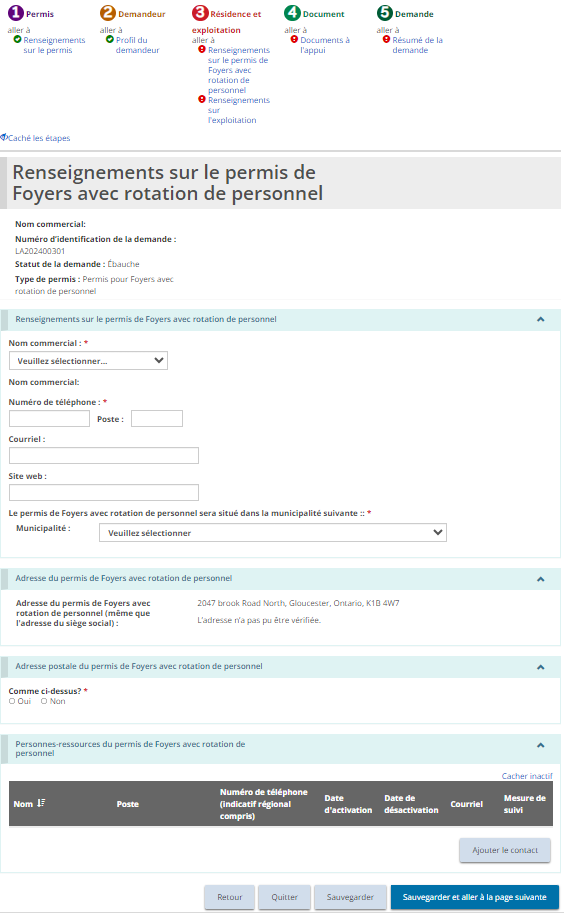 1 Permis
aller à
Renseignements
sur le permis
2 Demandeur
aller à
Profil du
demandeur
3 Résidence et
exploitation
aller à
Renseignements
sur le permis de
Foyers avec
rotation de
personnel
Renseignements
sur
l'exploitation
4 Document
aller à
Documents à
l'appui
5 Demande
aller à
Résumé de la
demande
Caché les étapes
Renseignements sur le permis de
Foyers avec rotation de personnel
Nom commercial:
Numéro d'identification de la demande :
LA202400301
Statut de la demande : Ébauche
Type de permis : Permis pour Foyers avec
rotation de personnel
Renseignements sur le permis de Foyers avec rotation de personnel
Nom commercial : *
Veuillez sélectionner...
Nom commercial:
Numéro de téléphone : *
Poste :
Courriel :
Site web :
Le permis de Foyers avec rotation de personnel sera situé dans la municipalité suivante :: *
Municipalité : Veuillez sélectionner
Adresse du permis de Foyers avec rotation de personnel
Adresse du permis de Foyers avec
rotation de personnel (même que
l'adresse du siège social) :
2047 brook Road North, Gloucester, Ontario, K1B 4W7
L'adresse n'a pas pu être vérifiée.
Adresse postale du permis de Foyers avec rotation de personnel
Comme ci-dessus? *
Oui Non
Personnes-ressources du permis de Foyers avec rotation de
personnel
Cacher inactif
Nom
Poste
Numéro de téléphone
(indicatif régional
compris)
Date
d'activation
Date de
désactivation
Courriel
Mesure de
suivi
Ajouter le contact
Retour Quitter Sauvegarder Sauvegarder et aller à la page suivante